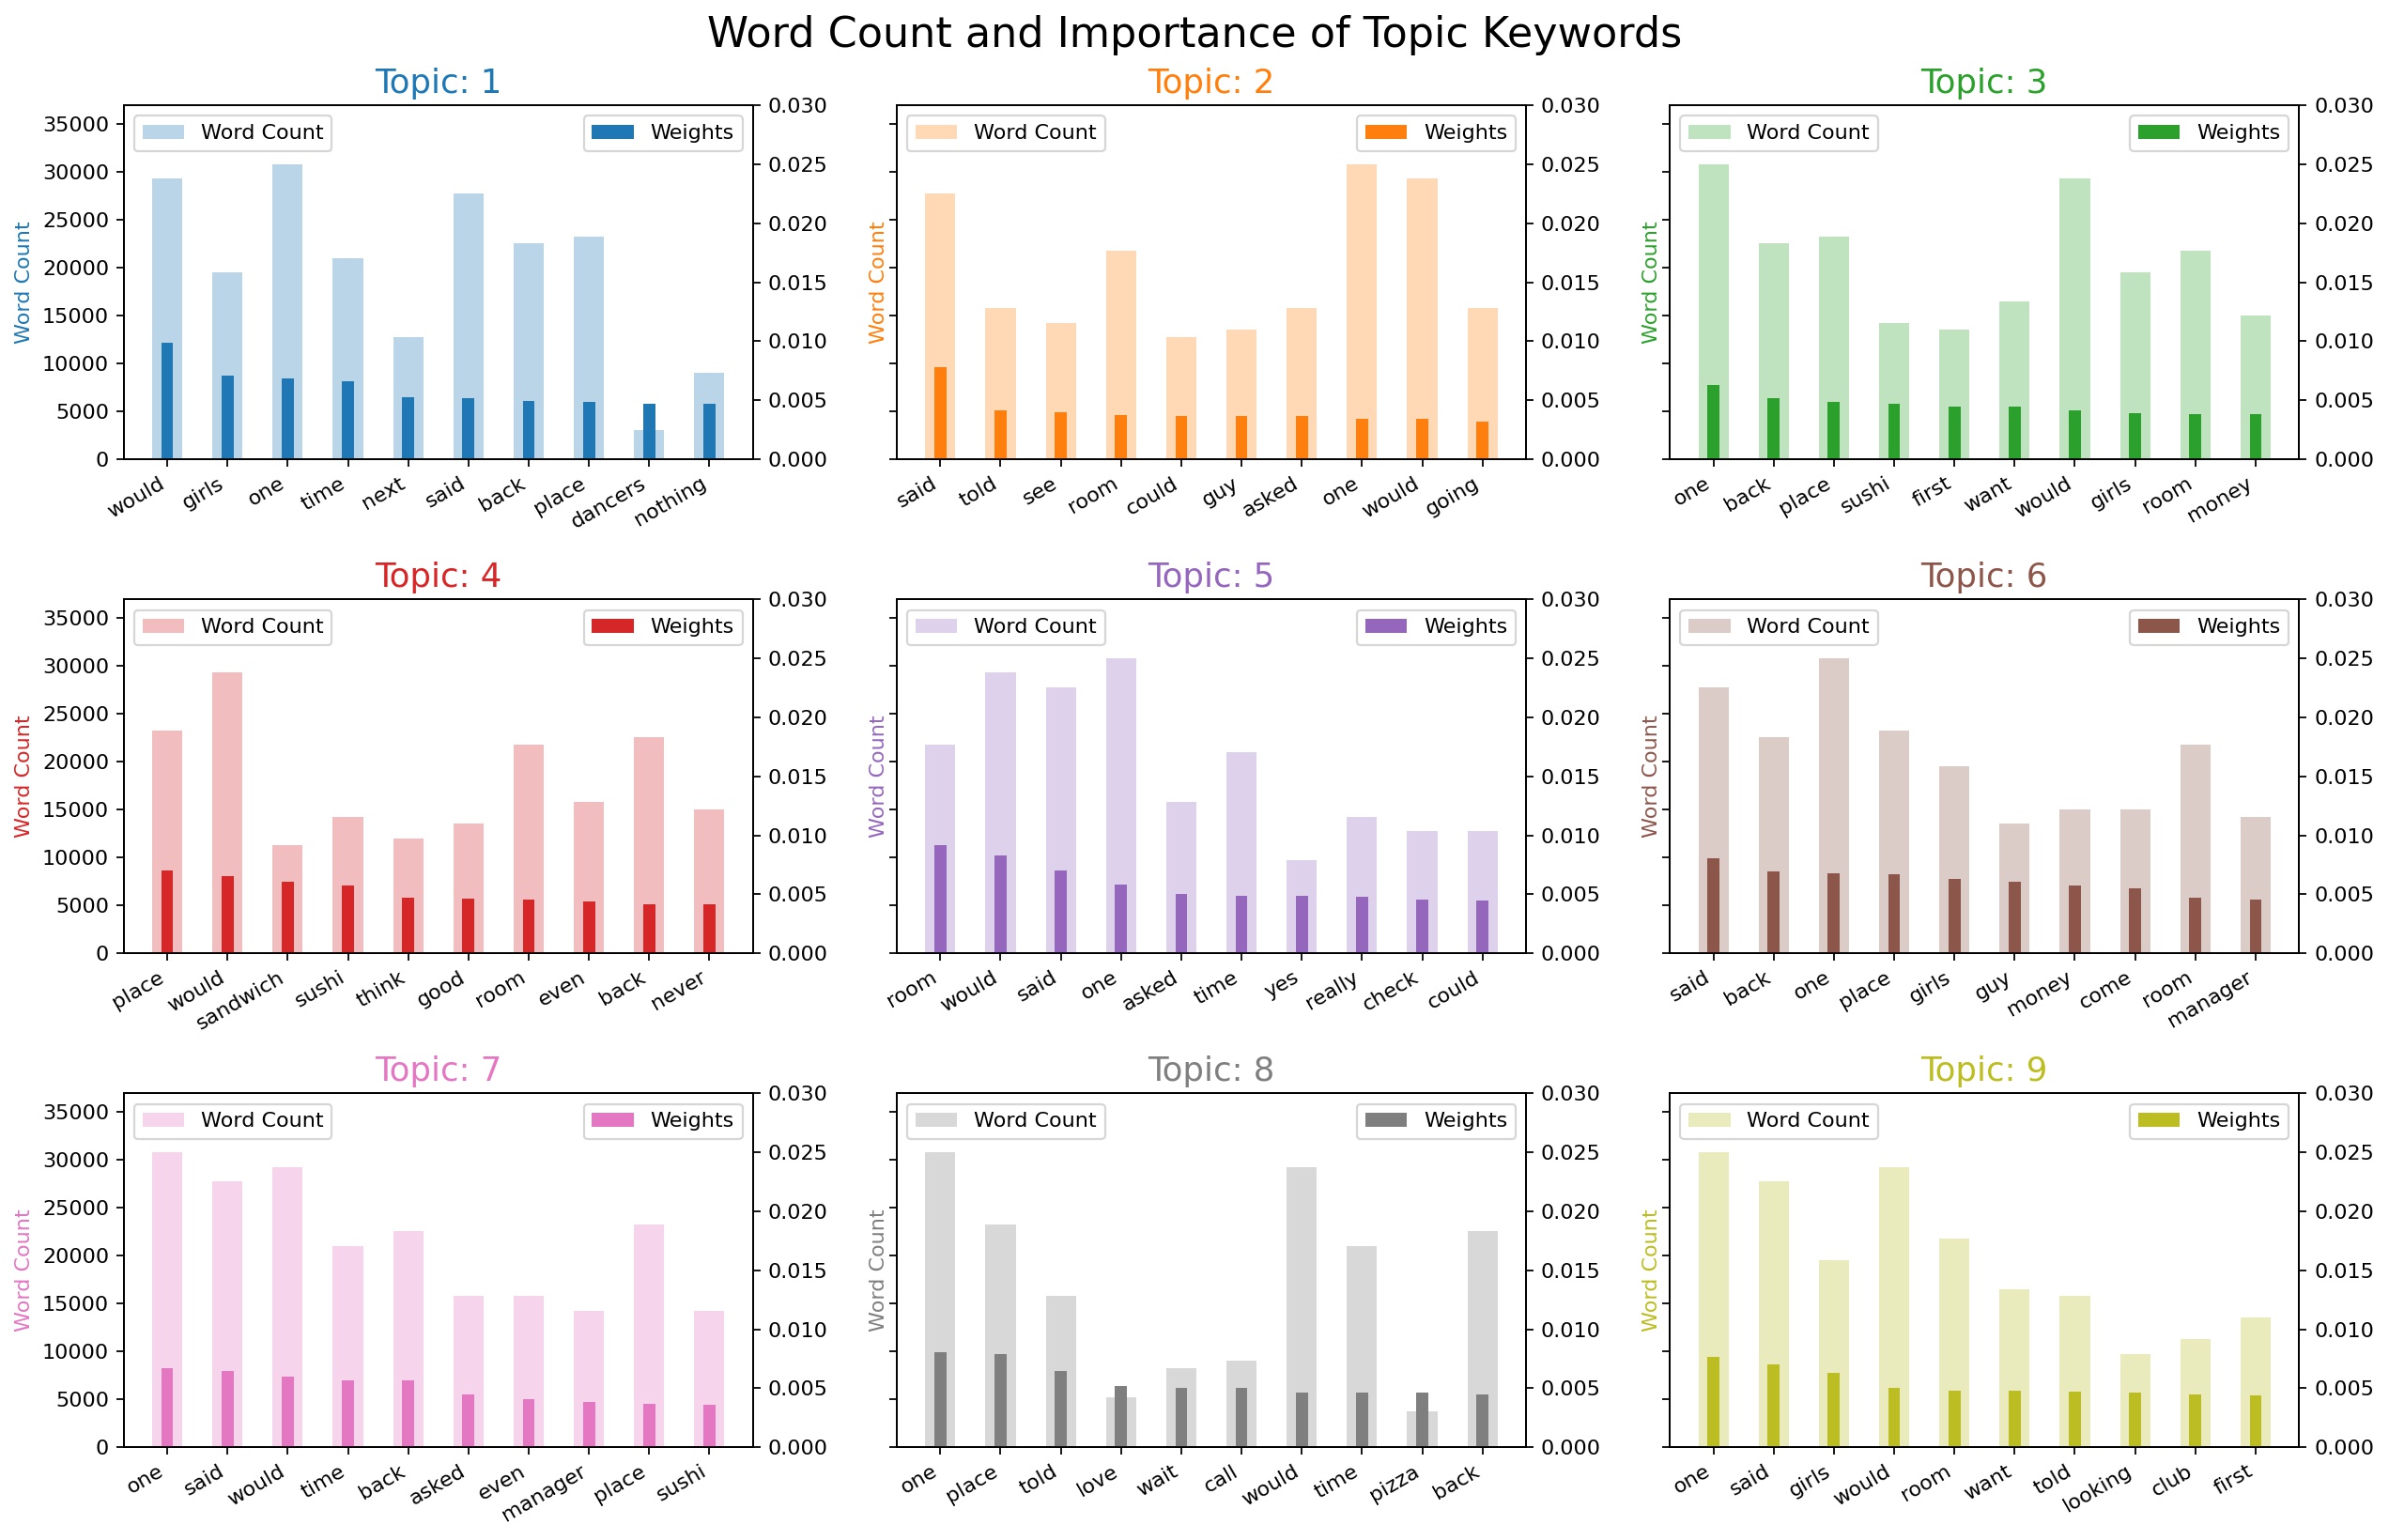 Word Count and Importance of Topic Keywords
Topic: 1
Word Count
Weights
Word Count
35000
30000
25000
20000
15000
10000
5000
0
0.030
0.025
0.020
0.015
0.010
0.005
0.000
would girls one time next said back place dancers nothing
Topic: 2
Word Count
Weights
Word Count
0.030
0.025
0.020
0.015
0.010
0.005
0.000
said told see room could guy asked one would going
Topic: 3
Word Count
Weights
Word Count
0.030
0.025
0.020
0.015
0.010
0.005
0.000
one back place sushi first want would girls room money
Topic: 4
Word Count
Weights
Word Count
35000
30000
25000
20000
15000
10000
5000
0
0.030
0.025
0.020
0.015
0.010
0.005
0.000
place would sandwich sushi think good room even back never
Topic: 5
Word Count
Weights
Word Count
0.030
0.025
0.020
0.015
0.010
0.005
0.000
room would said one asked time yes really check could
Topic: 6
Word Count
Weights
Word Count
0.030
0.025
0.020
0.015
0.010
0.005
0.000
said back one place girls guy money come room manager
Topic: 7
Word Count
Weights
Word Count
35000
30000
25000
20000
15000
10000
5000
0
0.030
0.025
0.020
0.015
0.010
0.005
0.000
one said would time back asked even manager place sushi
Topic: 8
Word Count
Weights
Word Count
0.030
0.025
0.020
0.015
0.010
0.005
0.000
one place told love wait call would time pizza back
Topic: 9
Word Count
Weights
Word Count
0.030
0.025
0.020
0.015
0.010
0.005
0.000
one said girls would room want told looking club first